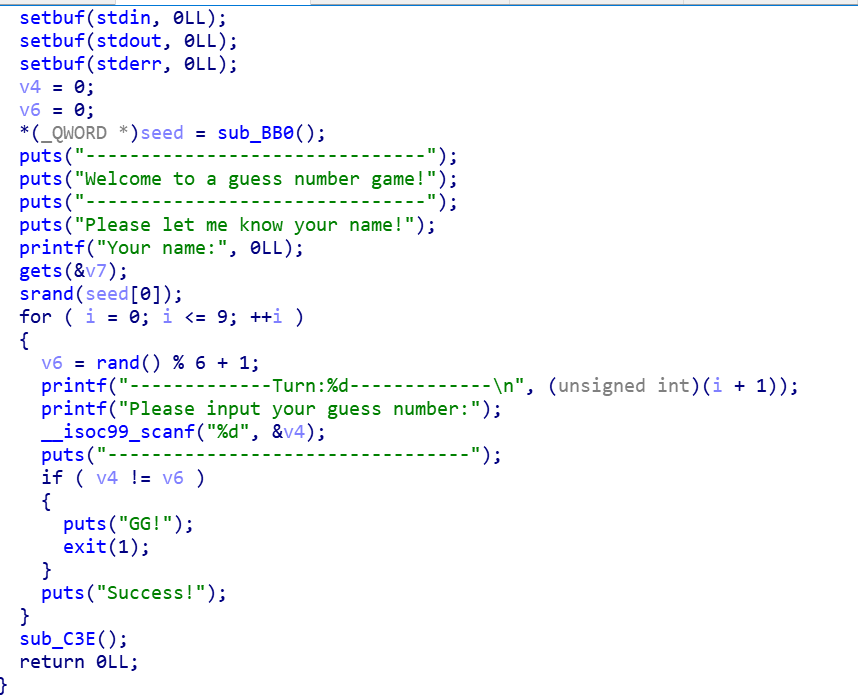 setbuf(stdin, 0LL);
setbuf(stdout, 0LL);
setbuf(stderr, 0LL);
v4 = 0;
v6 = 0;
*(_QWORD *)seed = sub_BB0();
puts("-------------------------------");
puts("Welcome to a guess number game!");
puts("-------------------------------");
puts("Please let me know your name!");
printf("Your name:", 0LL);
gets(&v7);
srand(seed[0]);
for ( i = 0; i <= 9; ++i )
{
v6 = rand() % 6 + 1;
printf("-------------Turn:%d-------------\n", (unsigned int)(i + 1));
printf("Please input your guess number:");
__isoc99_scanf("%d", &v4);
puts("---------------------------------");
if ( v4 != v6 )
{
puts("GG!");
exit(1);
}
puts("Success!");
}
sub_C3E();
return 0LL;
}